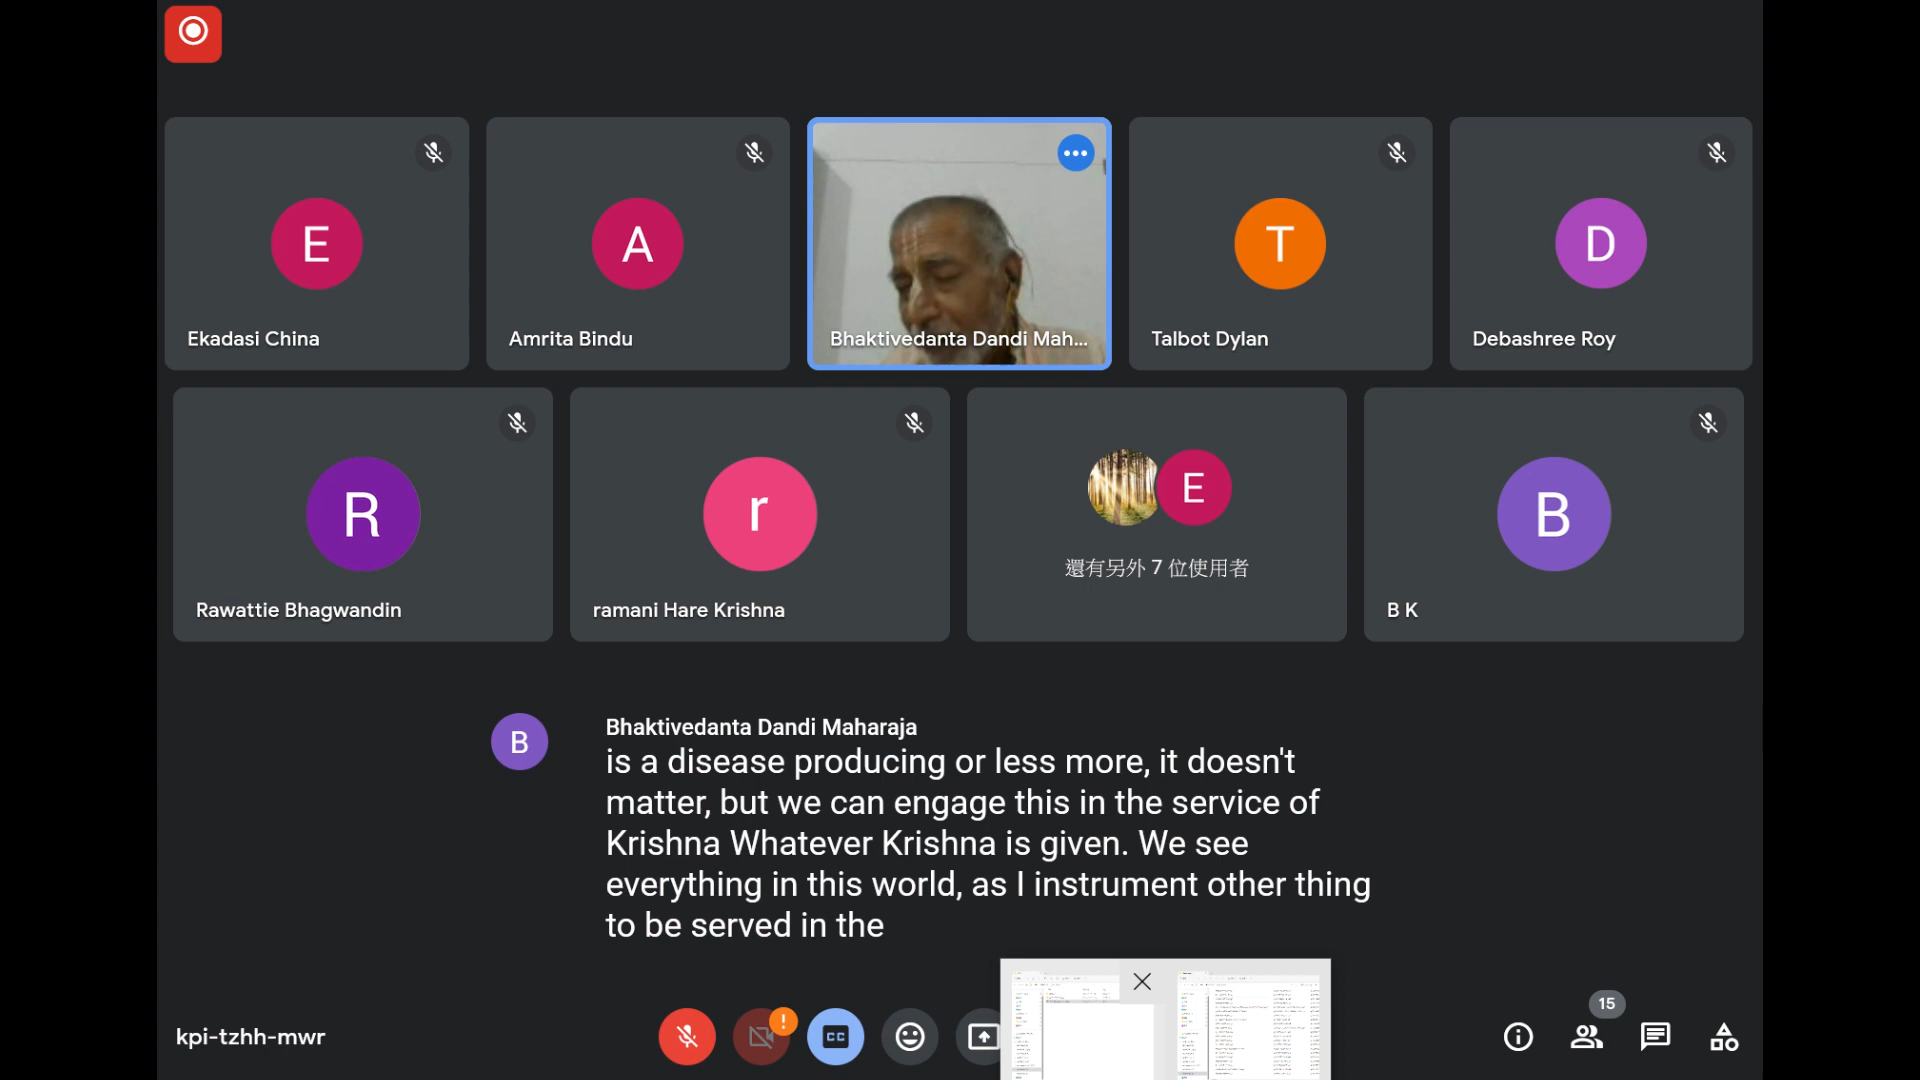 E
A
T
D
Ekadasi China
Amrita Bindu
Bhaktivedanta Dandi Mah...
Talbot Dylan
Debashree Roy
R
r
E
B
還有另外 7 位使用者
Rawattie Bhagwandin
ramani Hare Krishna
B K
B
Bhaktivedanta Dandi Maharaja
is a disease producing or less more, it doesn't
matter, but we can engage this in the service of
Krishna Whatever Krishna is given. We see
everything in this world, as I instrument other thing
to be served in the
15
kpi-tzhh-mwr
!
CC